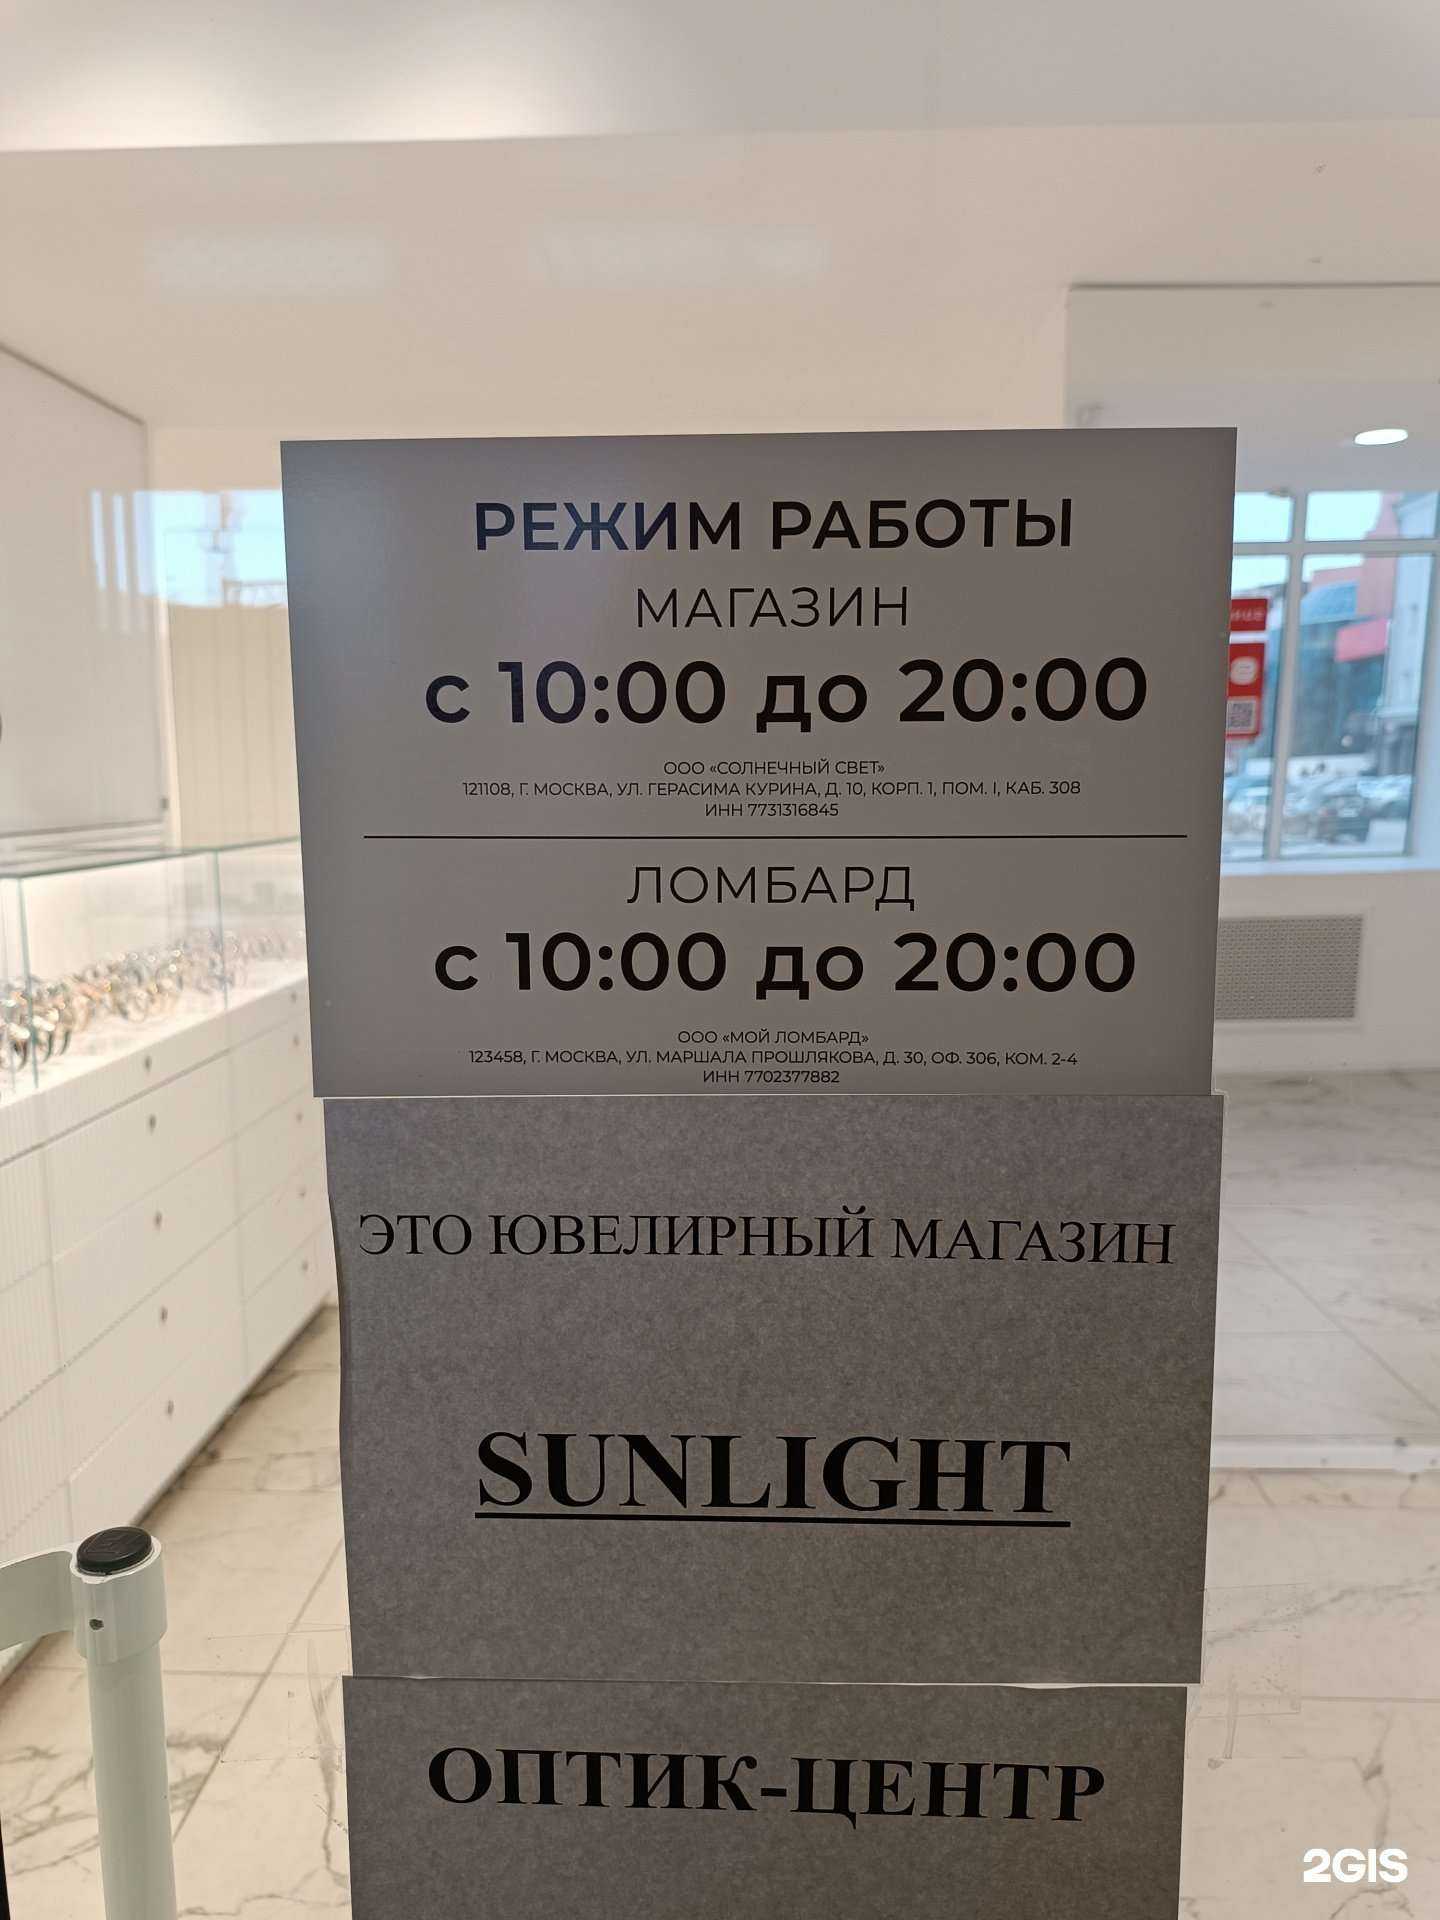 РЕЖИМ РАБОТЫ
МАГАЗИН
с 10:00 до 20:00
ООО «СОЛНЕЧНЫЙ СВЕТ»
121108, Г. МОСКВА, УЛ. ГЕРАСИМА КУРИНА, Д. 10, КОРП. 1, ПОМ. I, КАБ. 308
ИНН 7731316845
ЛОМБАРД
с 10:00 до 20:00
ООО «МОЙ ЛОМБАРД»
123458, Г. МОСКВА, УЛ. МАРШАЛА ПРОШЛЯКОВА, Д. 30, ОФ. 306, КОМ. 2-4
ИНН 7702377882
ЭТО ЮВЕЛИРНЫЙ МАГАЗИН
SUNLIGHT
ОПТИК-ЦЕНТР
2GIS